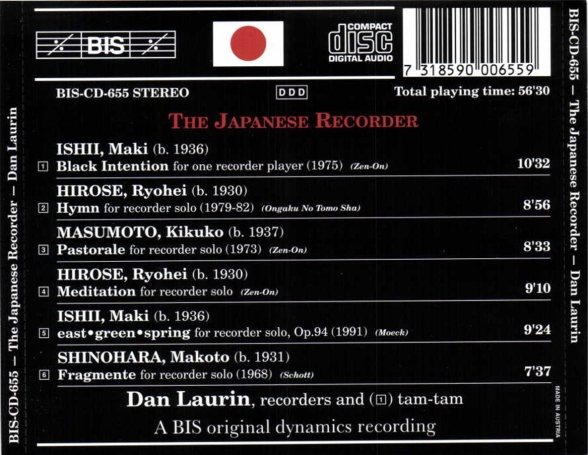 BIS-CD-655 — The Japanese Recorder — Dan Laurin
BIS
COMPACT
disc
DIGITAL AUDIO
7 318590 006559
BIS-CD-655 STEREO
DDD
Total playing time: 56'30
THE JAPANESE RECORDER
ISHII, Maki (b. 1936)
1 Black Intention for one recorder player (1975) (Zen-On) 10'32
HIROSE, Ryohei (b. 1930)
2 Hymn for recorder solo (1979-82) (Ongaku No Tomo Sha) 8'56
MASUMOTO, Kikuko (b. 1937)
3 Pastorale for recorder solo (1973) (Zen-On) 8'33
HIROSE, Ryohei (b. 1930)
4 Meditation for recorder solo (Zen-On) 9'10
ISHII, Maki (b. 1936)
5 east•green•spring for recorder solo, Op.94 (1991) (Moeck) 9'24
SHINOHARA, Makoto (b. 1931)
6 Fragmente for recorder solo (1968) (Schott) 7'37
Dan Laurin, recorders and (1) tam-tam
A BIS original dynamics recording
MADE IN AUSTRIA
BIS-CD-655 — The Japanese Recorder — Dan Laurin